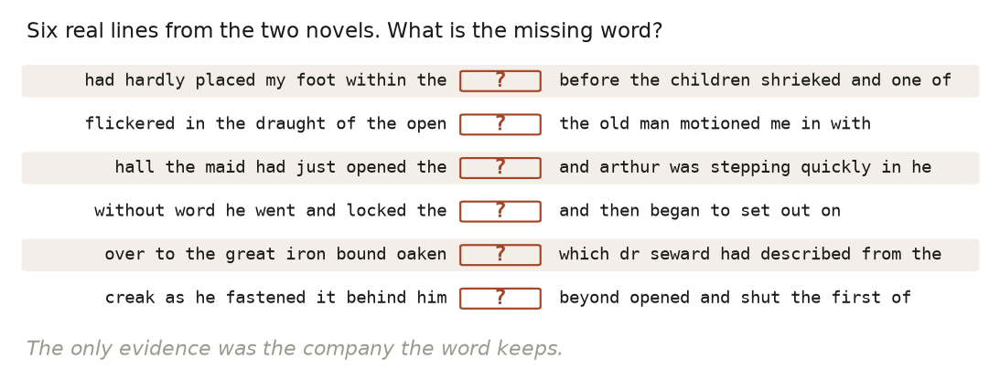 Six real lines from the two novels. What is the missing word?
had hardly placed my foot within the ? before the children shrieked and one of
flickered in the draught of the open ? the old man motioned me in with
hall the maid had just opened the ? and arthur was stepping quickly in he
without word he went and locked the ? and then began to set out on
over to the great iron bound oaken ? which dr seward had described from the
creak as he fastened it behind him ? beyond opened and shut the first of
The only evidence was the company the word keeps.